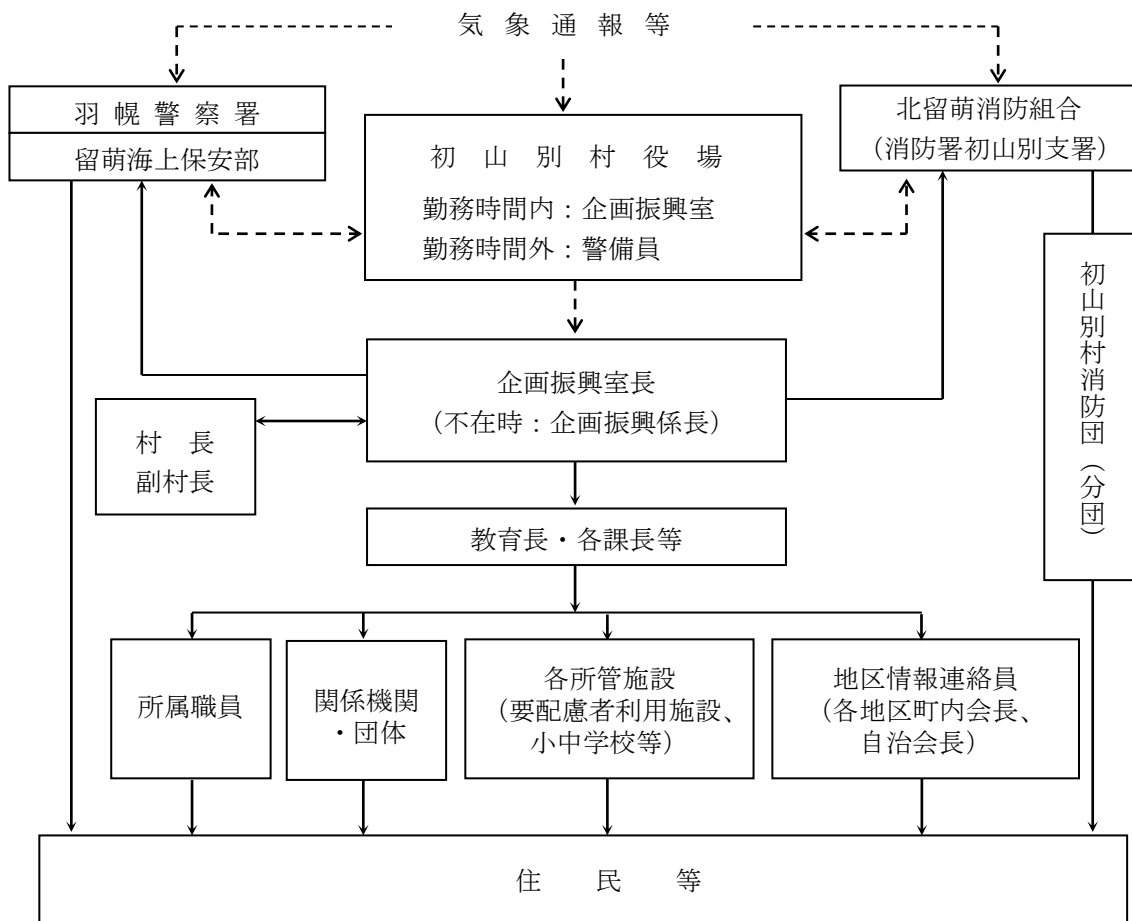 気象通報等
羽幌警察署
留萌海上保安部
初山別村役場
勤務時間内：企画振興室
勤務時間外：警備員
北留萌消防組合
（消防署初山別支署）
企画振興室長
（不在時：企画振興係長）
村　長
副村長
初山別村消防団（分団）
教育長・各課長等
所属職員
関係機関
・団体
各所管施設
（要配慮者利用施設、
小中学校等）
地区情報連絡員
（各地区町内会長、
自治会長）
住　民　等